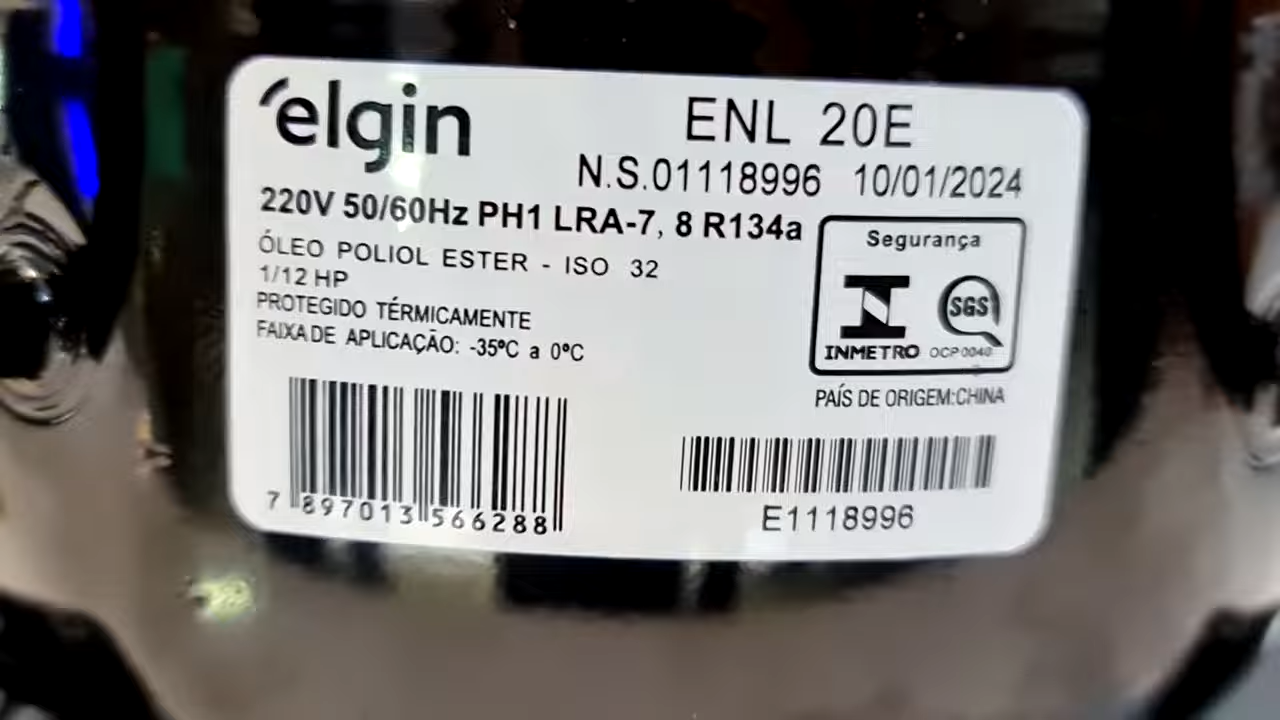 elgin
ENL 20E
N.S.01118996 10/01/2024
220V 50/60Hz PH1 LRA-7, 8 R134a
ÓLEO POLIOL ESTER - ISO 32
1/12 HP
PROTEGIDO TÉRMICAMENTE
FAIXA DE APLICAÇÃO: -35ºC a 0ºC
Segurança
SGS
INMETRO OCP 0040
PAÍS DE ORIGEM:CHINA
7 897013 566288
E1118996